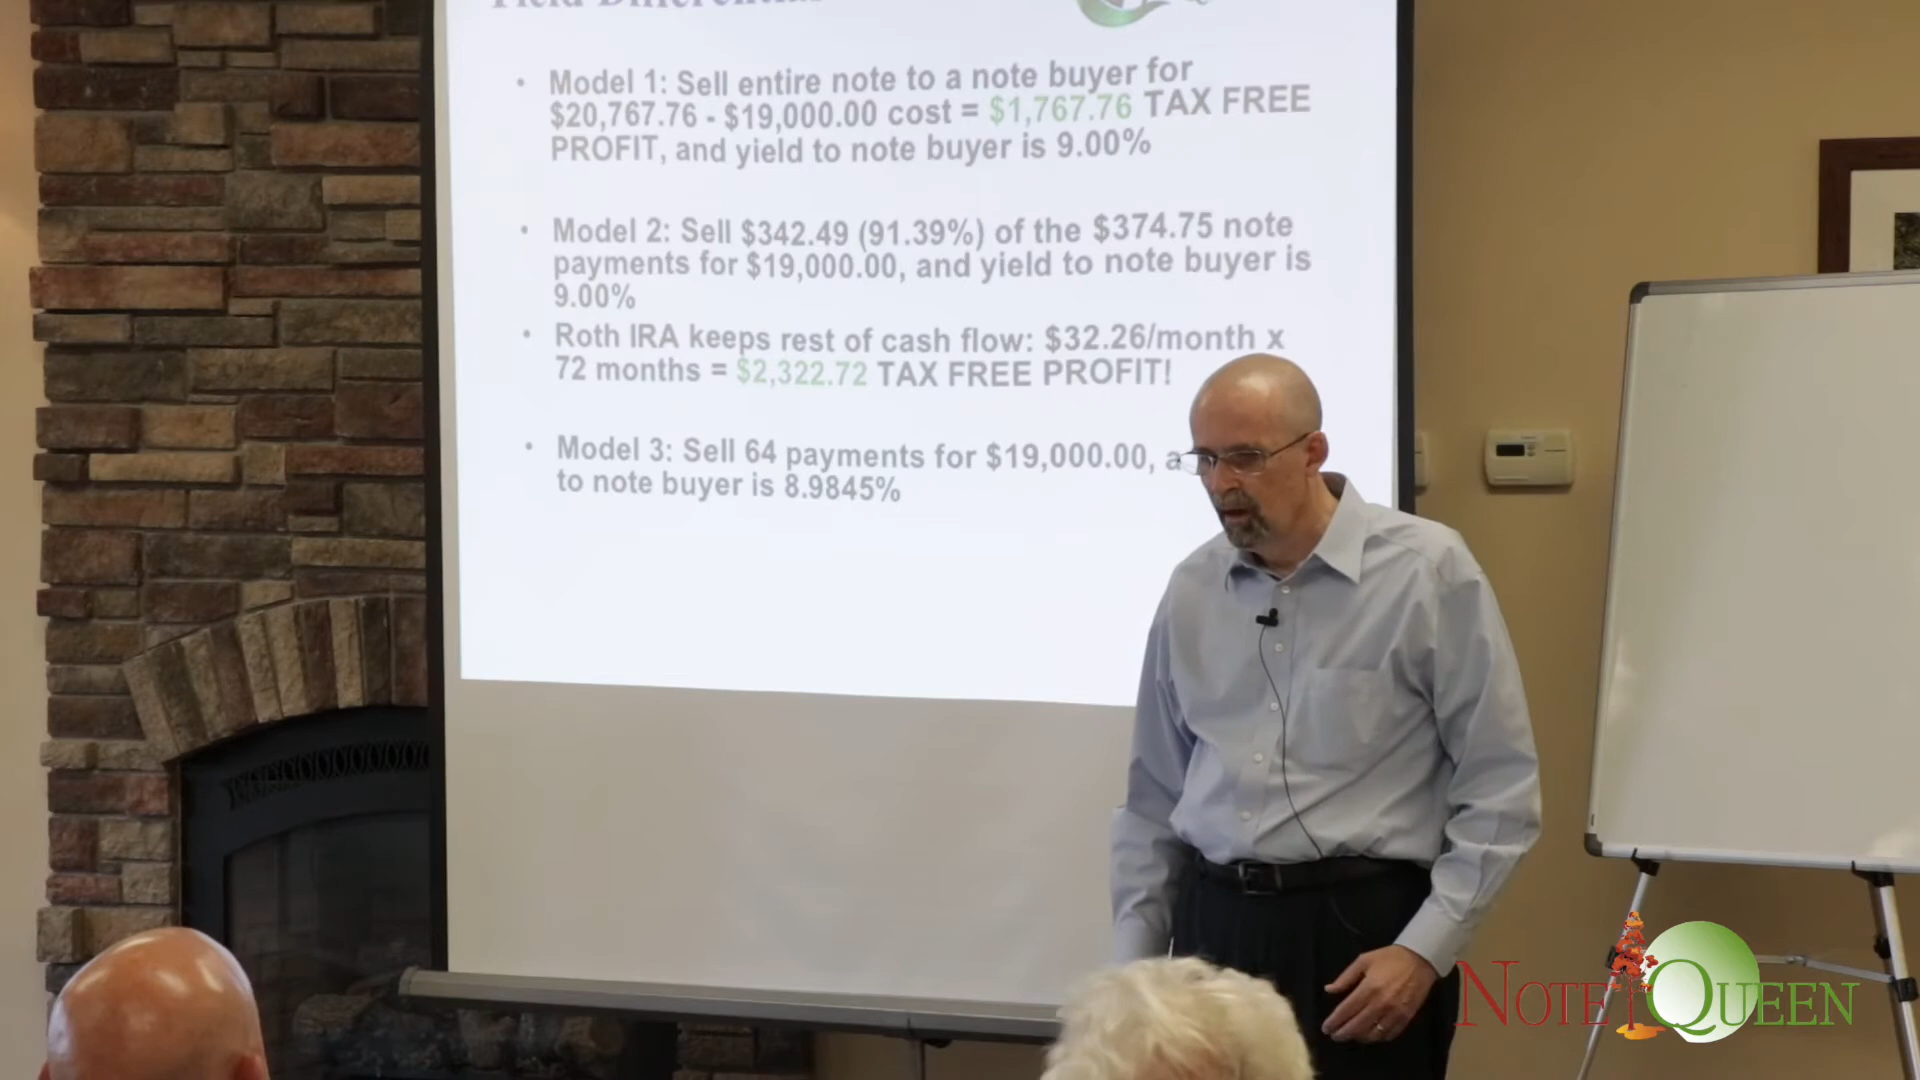 Yield Differential
• Model 1: Sell entire note to a note buyer for
$20,767.76 - $19,000.00 cost = $1,767.76 TAX FREE
PROFIT, and yield to note buyer is 9.00%
• Model 2: Sell $342.49 (91.39%) of the $374.75 note
payments for $19,000.00, and yield to note buyer is
9.00%
• Roth IRA keeps rest of cash flow: $32.26/month x
72 months = $2,322.72 TAX FREE PROFIT!
• Model 3: Sell 64 payments for $19,000.00,
to note buyer is 8.9845%
NOTE QUEEN